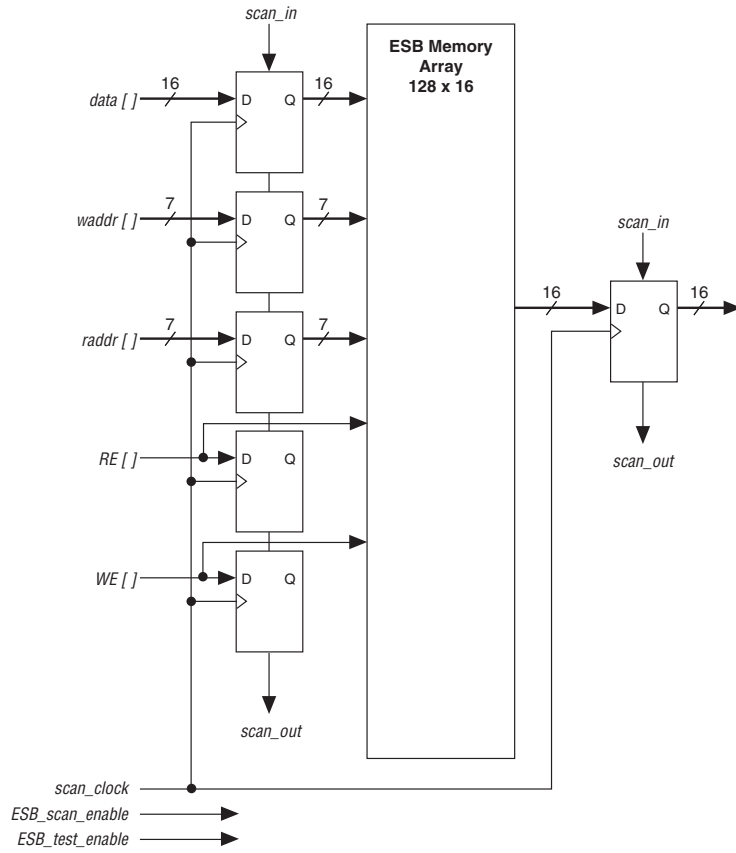 scan_in
ESB Memory
Array
128 x 16
data [ ]
16
D
Q
16
waddr [ ]
7
D
Q
7
scan_in
16
D
Q
16
raddr [ ]
7
D
Q
7
RE [ ]
D
Q
scan_out
WE [ ]
D
Q
scan_out
scan_clock
ESB_scan_enable
ESB_test_enable